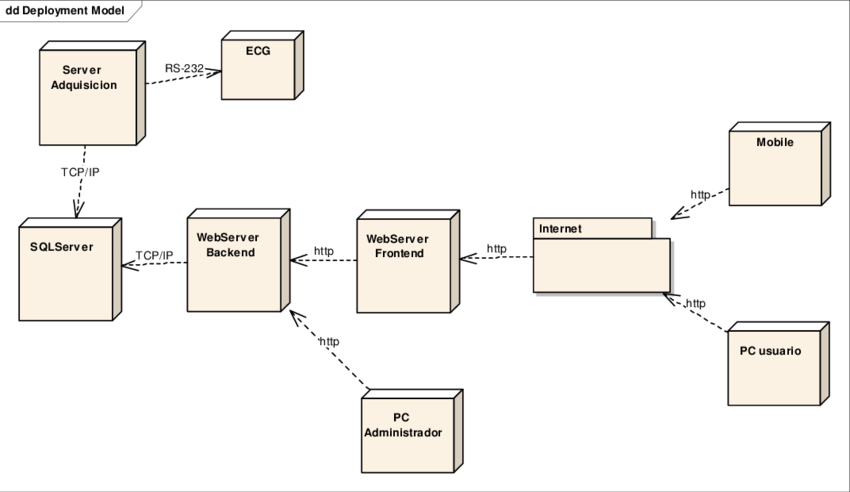 dd Deployment Model
ECG
Server
Adquisicion
RS-232
TCP/IP
Mobile
http
SQLServer
TCP/IP
WebServer
Backend
http
WebServer
Frontend
http
Internet
http
PC usuario
http
PC
Administrador